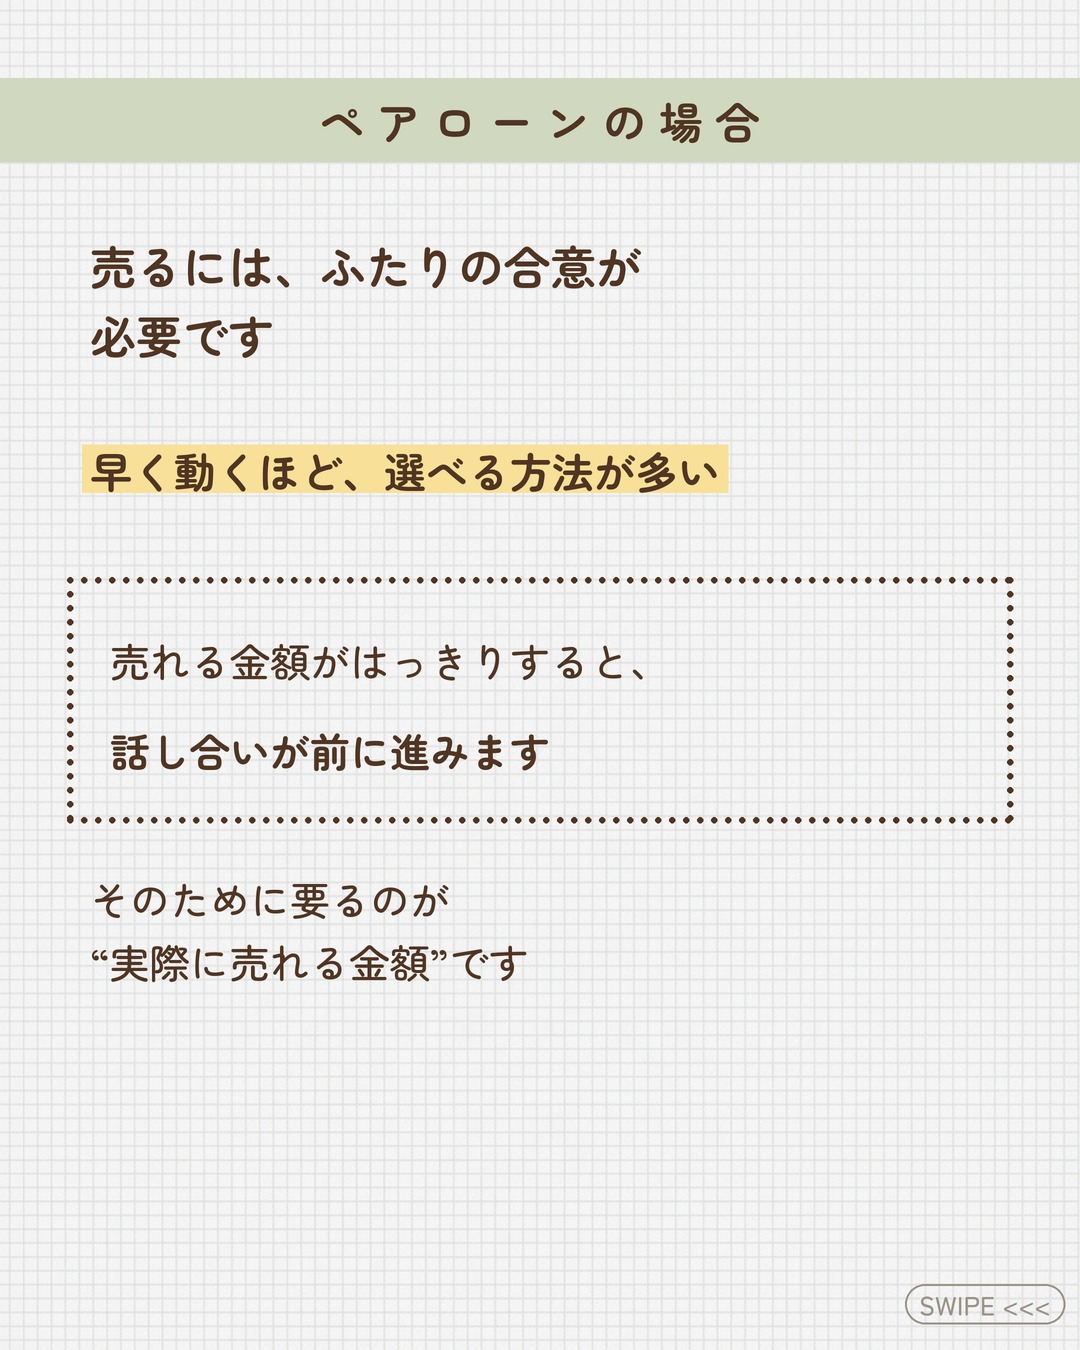 ペアローンの場合
売るには、ふたりの合意が
必要です
早く動くほど、選べる方法が多い
売れる金額がはっきりすると、
話し合いが前に進みます
そのために要るのが
“実際に売れる金額”です
SWIPE <<<